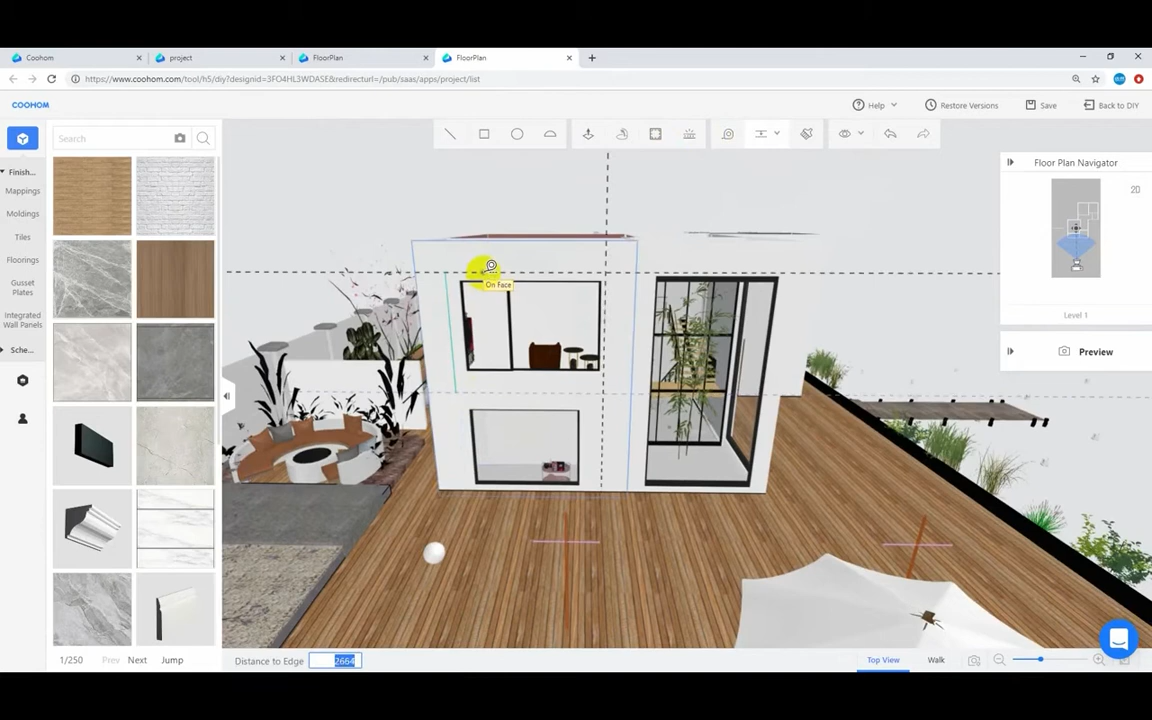 Coohom
project
FloorPlan
FloorPlan
https://www.coohom.com/tool/h5/diy?designid=3FO4HL3WDASE&redirecturl=/pub/saas/apps/project/list
COOHOM
Help
Restore Versions
Save
Back to DIY
Search
Finish...
Mappings
Moldings
Tiles
Floorings
Gusset
Plates
Integrated
Wall Panels
Sche...
On Face
Floor Plan Navigator
2D
Level 1
Preview
1/250
Prev
Next
Jump
Distance to Edge
2664
Top View
Walk